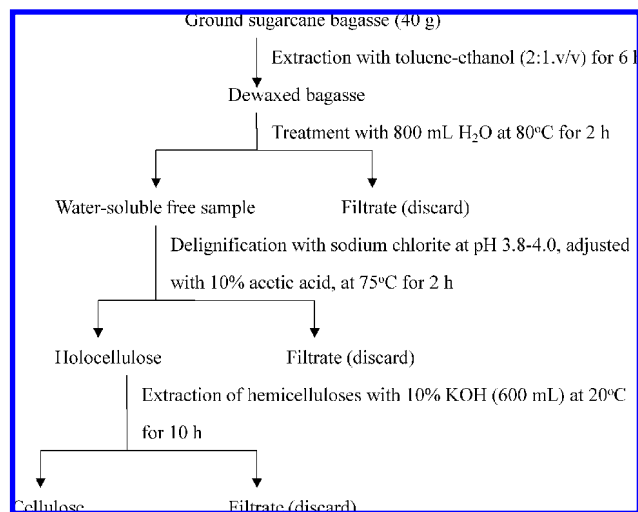 Ground sugarcane bagasse (40 g)
Extraction with toluene-ethanol (2:1.v/v) for 6 h
Dewaxed bagasse
Treatment with 800 mL H₂O at 80°C for 2 h
Water-soluble free sample Filtrate (discard)
Delignification with sodium chlorite at pH 3.8-4.0, adjusted
with 10% acetic acid, at 75°C for 2 h
Holocellulose Filtrate (discard)
Extraction of hemicelluloses with 10% KOH (600 mL) at 20°C
for 10 h
Cellulose Filtrate (discard)